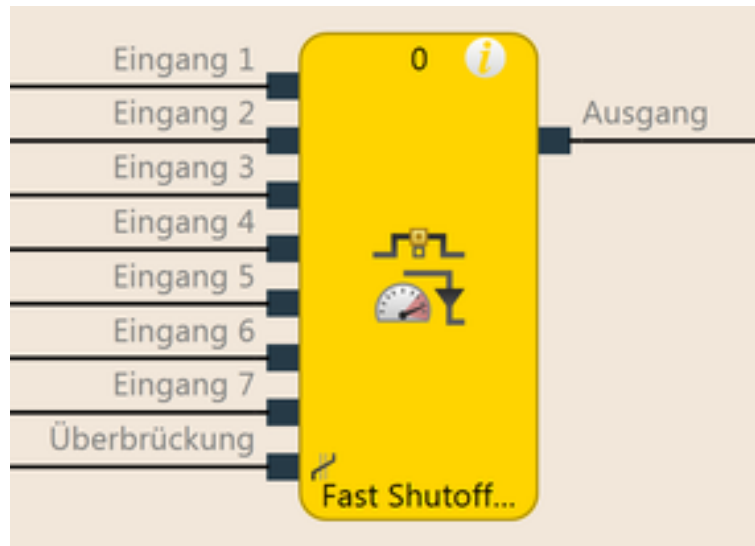 Eingang 1
0
i
Eingang 2
Ausgang
Eingang 3
Eingang 4
Eingang 5
Eingang 6
Eingang 7
Überbrückung
Fast Shutoff...